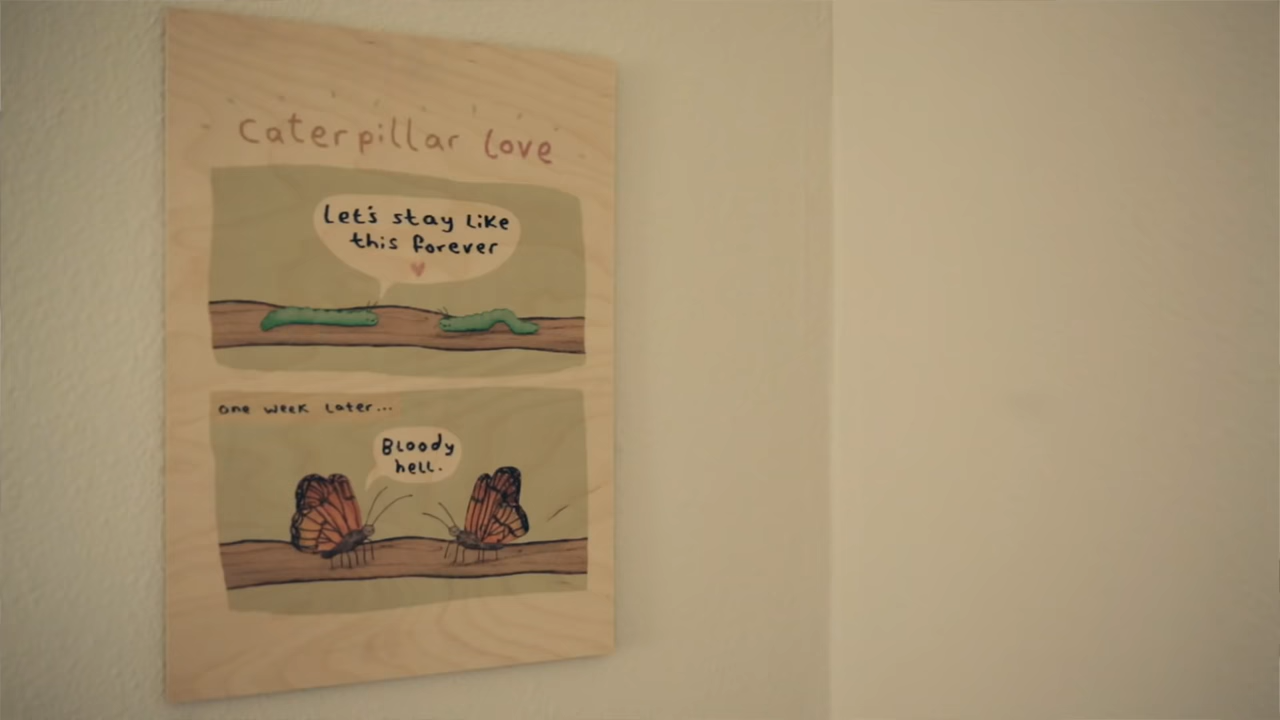 caterpillar love
Let's stay like
this forever
one week later...
Bloody
hell.